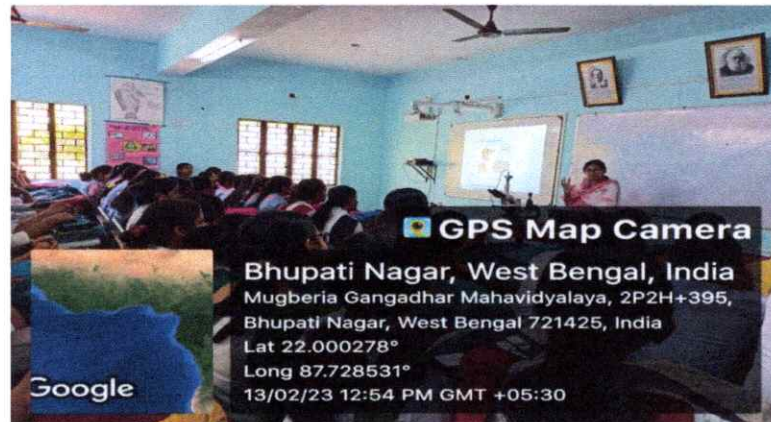 GPS Map Camera
Bhupati Nagar, West Bengal, India
Mugberia Gangadhar Mahavidyalaya, 2P2H+395,
Bhupati Nagar, West Bengal 721425, India
Lat 22.000278°
Long 87.728531°
13/02/23 12:54 PM GMT +05:30
Google